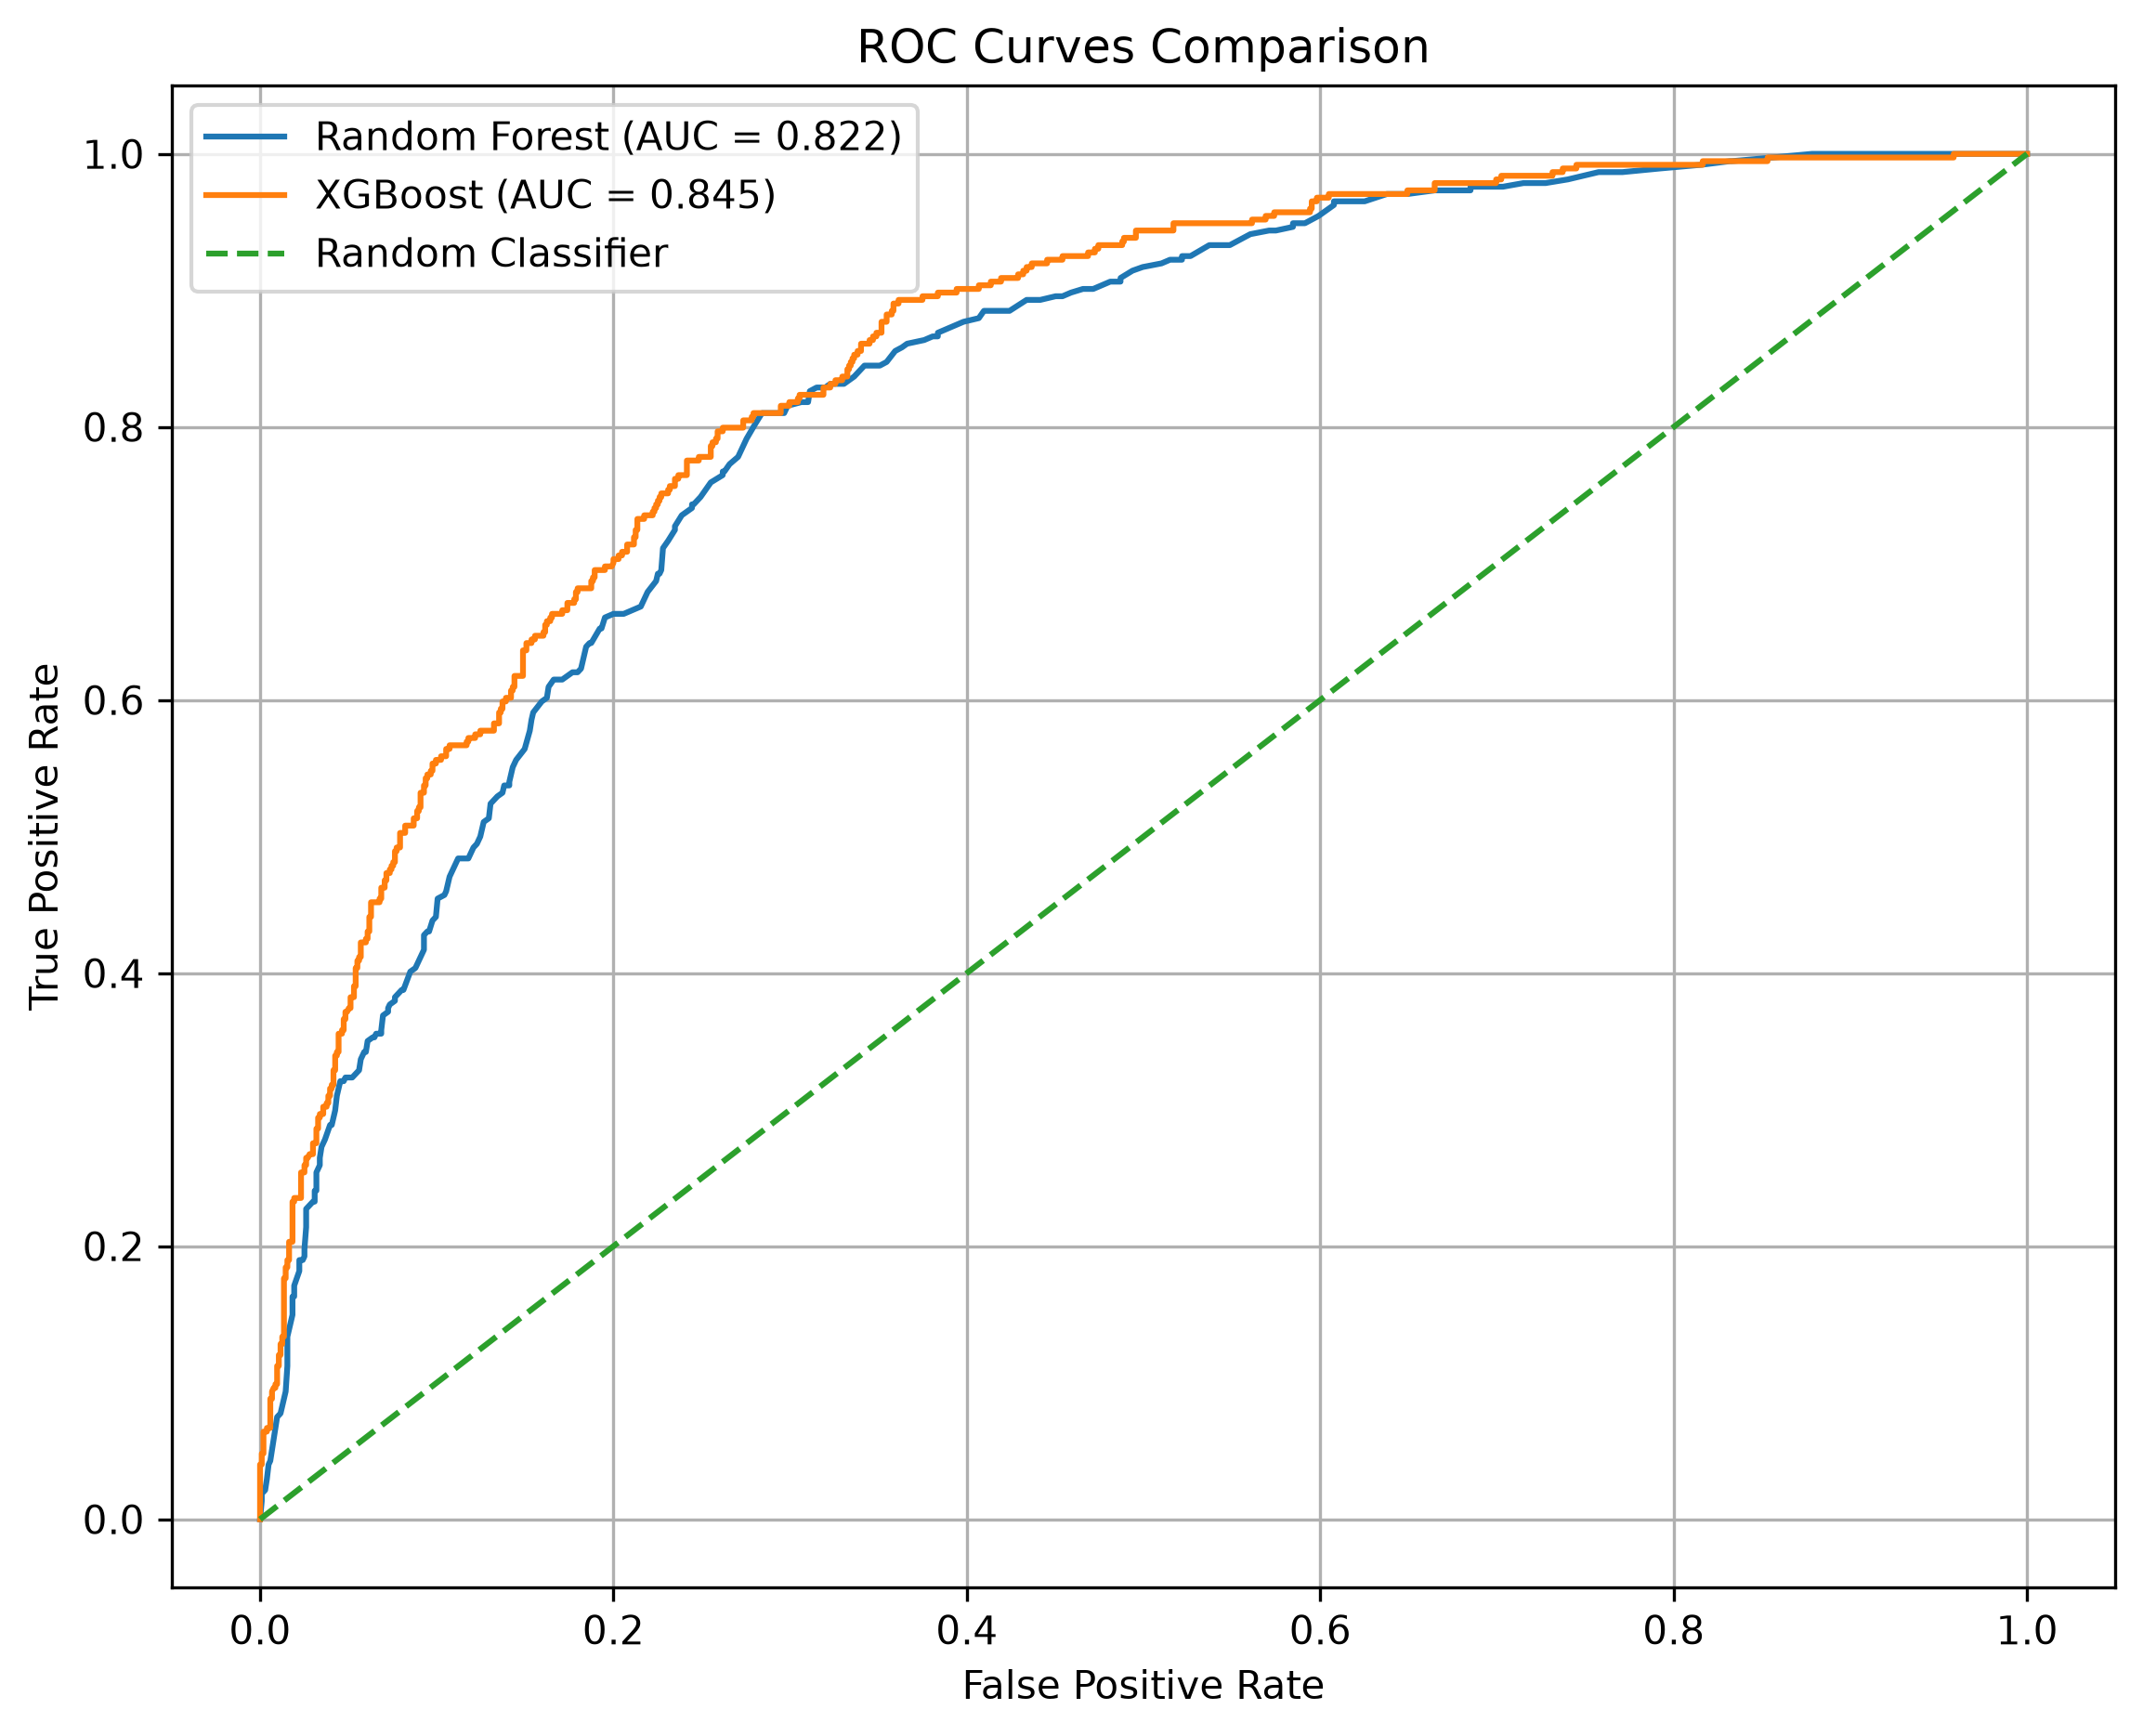 ROC Curves Comparison
Random Forest (AUC = 0.822)
XGBoost (AUC = 0.845)
Random Classifier
1.0
0.8
0.6
0.4
0.2
0.0
True Positive Rate
0.0 0.2 0.4 0.6 0.8 1.0
False Positive Rate